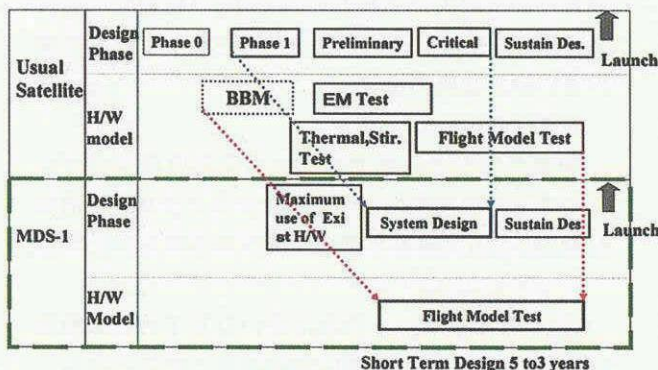 Design
Phase
Phase 0
Phase 1
Preliminary
Critical
Sustain Des.
Launch
Usual
Satellite
H/W
model
BBM
EM Test
Thermal,Stir.
Test
Flight Model Test
MDS-1
Design
Phase
Maximum
use of Exi
st H/W
System Design
Sustain Des
Launch
H/W
Model
Flight Model Test
Short Term Design 5 to3 years